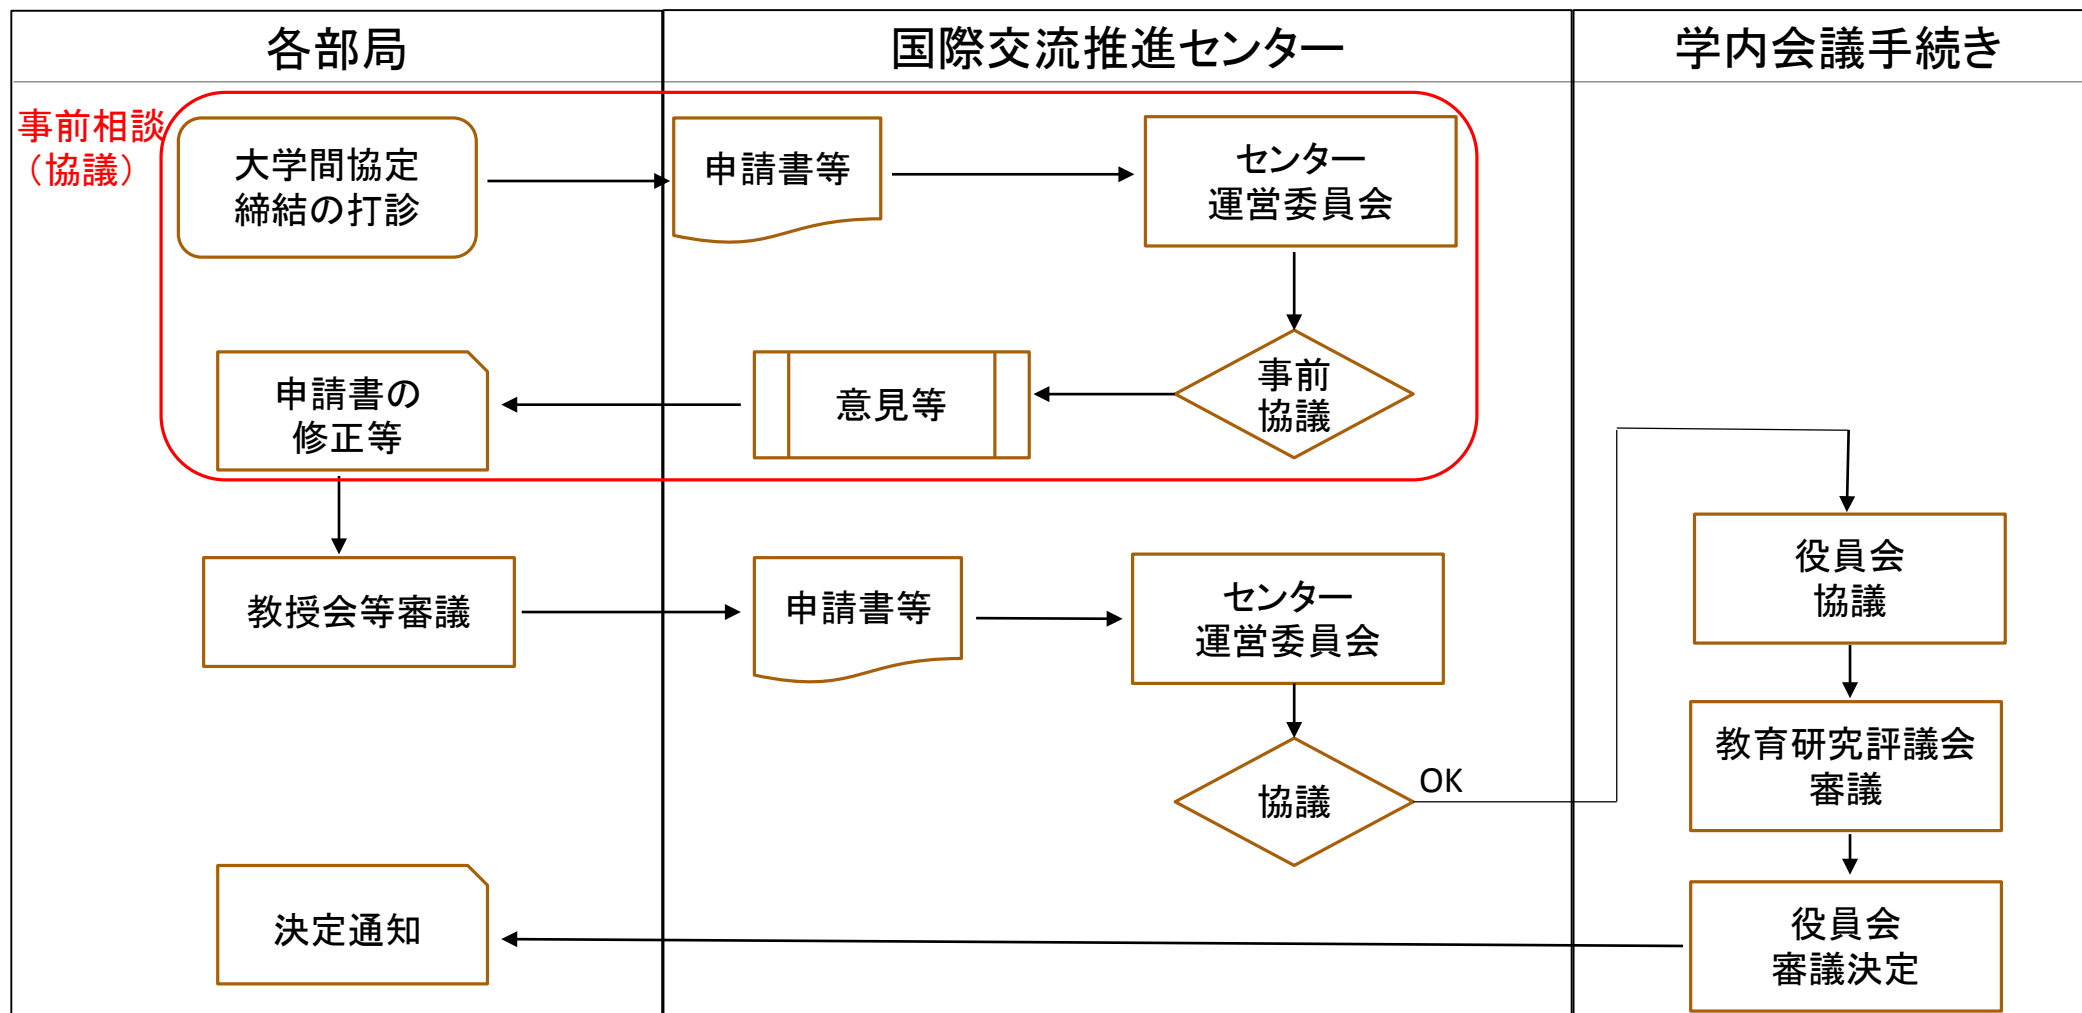 各部局
国際交流推進センター
学内会議手続き
事前相談
（協議）
大学間協定
締結の打診
申請書等
センター
運営委員会
事前
協議
意見等
申請書の
修正等
教授会等審議
申請書等
センター
運営委員会
協議
OK
役員会
協議
教育研究評議会
審議
役員会
審議決定
決定通知